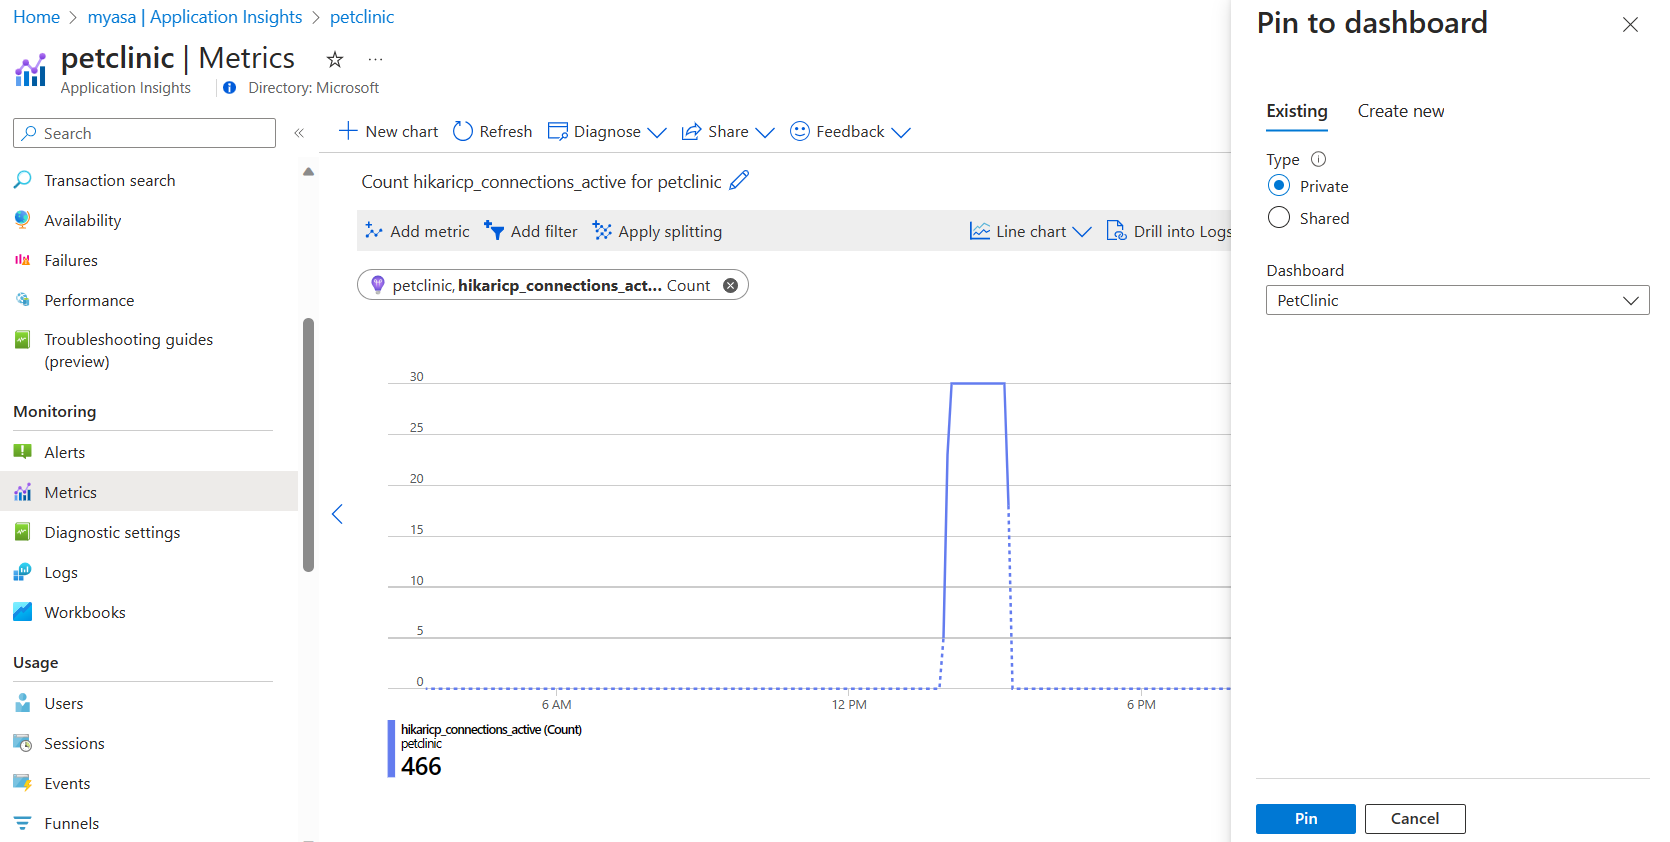 Home > myasa | Application Insights > petclinic
petclinic | Metrics
...
Application Insights
Directory: Microsoft
Search
«
Transaction search
Availability
Failures
Performance
Troubleshooting guides
(preview)
Monitoring
Alerts
Metrics
Diagnostic settings
Logs
Workbooks
Usage
Users
Sessions
Events
Funnels
New chart
Refresh
Diagnose
Share
Feedback
Count hikaricp_connections_active for petclinic
Add metric
Add filter
Apply splitting
Line chart
Drill into Logs
petclinic, hikaricp_connections_act... Count
30
25
20
15
10
5
0
6 AM
12 PM
6 PM
hikaricp_connections_active (Count)
petclinic
466
Pin to dashboard
Existing
Create new
Type
Private
Shared
Dashboard
PetClinic
Pin
Cancel